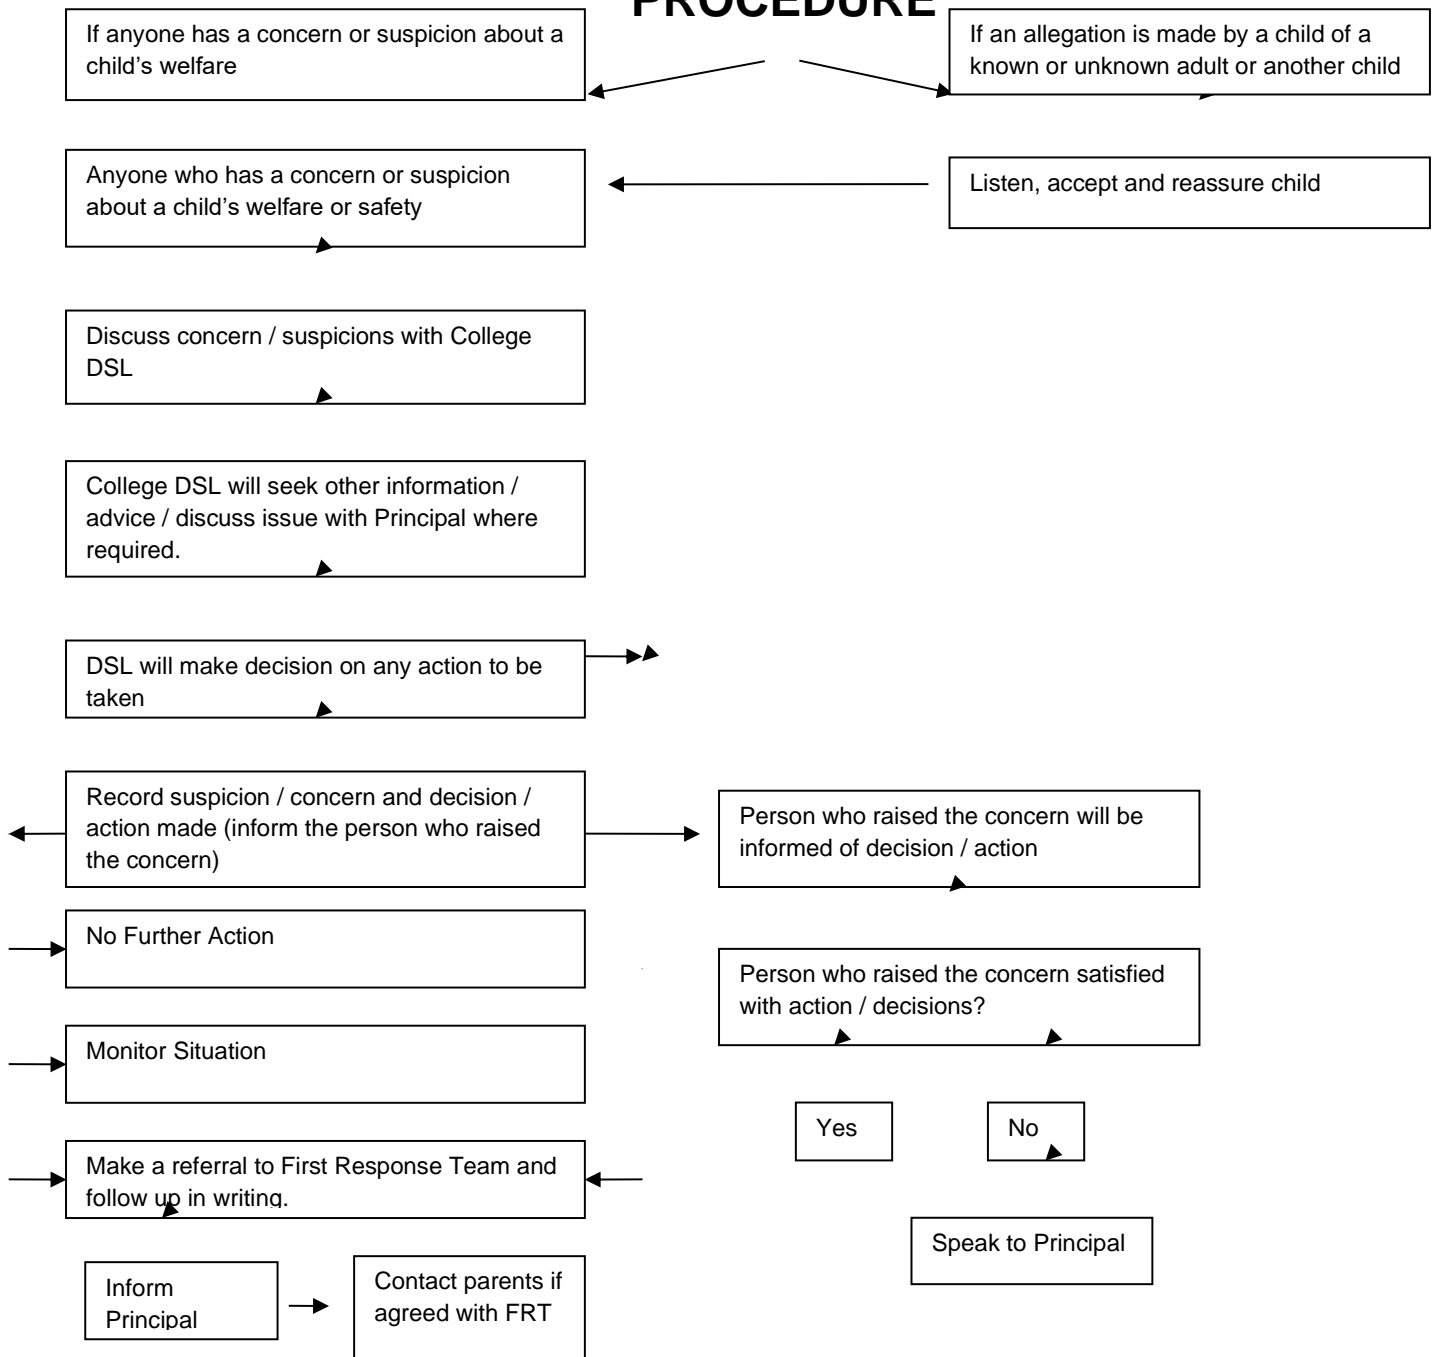 PROCEDURE
If anyone has a concern or suspicion about a
child’s welfare
If an allegation is made by a child of a
known or unknown adult or another child
Anyone who has a concern or suspicion
about a child’s welfare or safety
Listen, accept and reassure child
Discuss concern / suspicions with College
DSL
College DSL will seek other information /
advice / discuss issue with Principal where
required.
DSL will make decision on any action to be
taken
Record suspicion / concern and decision /
action made (inform the person who raised
the concern)
Person who raised the concern will be
informed of decision / action
No Further Action
Person who raised the concern satisfied
with action / decisions?
Monitor Situation
Yes
No
Make a referral to First Response Team and
follow up in writing.
Speak to Principal
Inform
Principal
Contact parents if
agreed with FRT